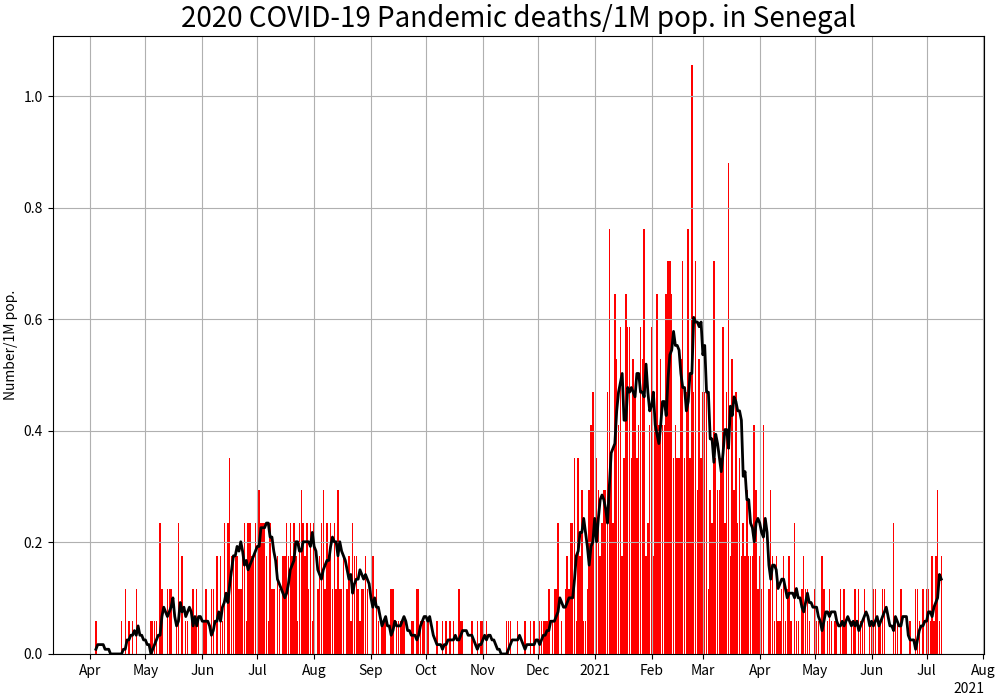 2020 COVID-19 Pandemic deaths/1M pop. in Senegal
Number/1M pop.
1.0
0.8
0.6
0.4
0.2
0.0
Apr May Jun Jul Aug Sep Oct Nov Dec 2021 Feb Mar Apr May Jun Jul Aug
2021